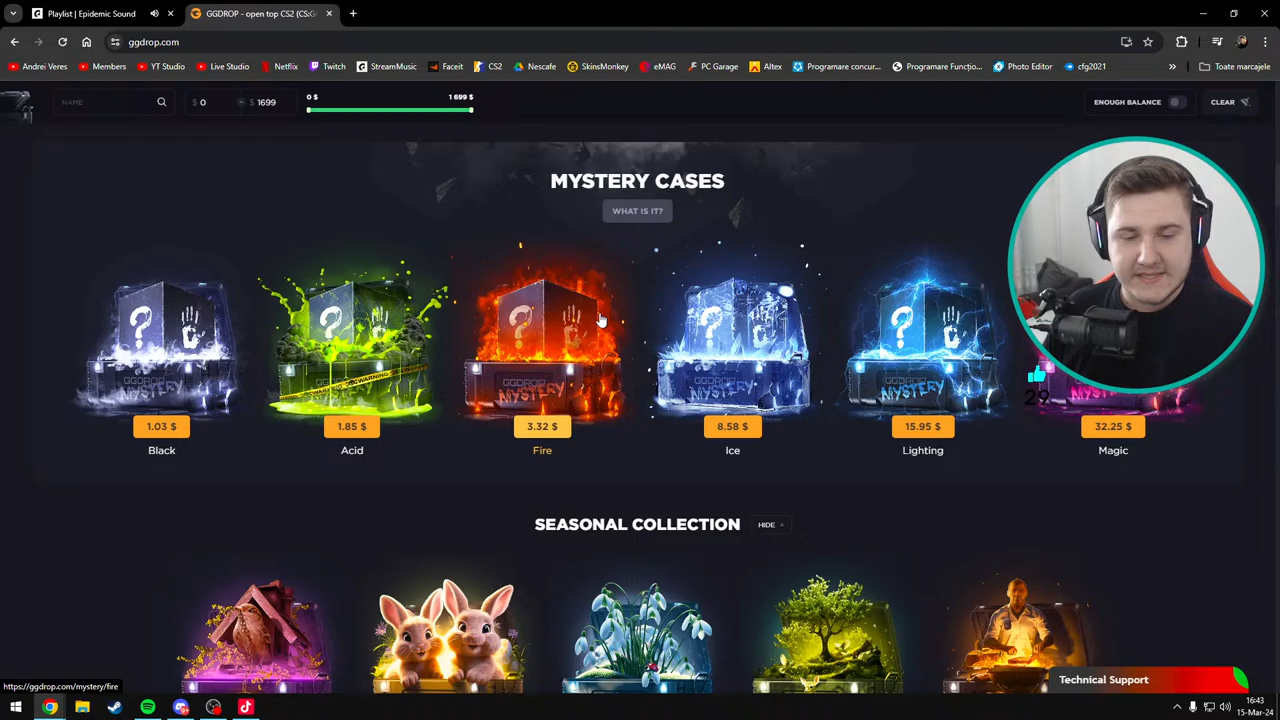 Playlist | Epidemic Sound
GGDROP - open top CS2 (CS:G
ggdrop.com
Andrei Veres
Members
YT Studio
Live Studio
Netflix
Twitch
StreamMusic
Faceit
CS2
Nescafe
SkinsMonkey
eMAG
PC Garage
Altex
Programare concur...
Programare Funcțio...
Photo Editor
cfg2021
Toate marcajele
NAME
$ 0
$ 1699
0 $
1 699 $
ENOUGH BALANCE
CLEAR
MYSTERY CASES
WHAT IS IT?
1.03 $
1.85 $
3.32 $
8.58 $
15.95 $
32.25 $
Black
Acid
Fire
Ice
Lighting
Magic
29
SEASONAL COLLECTION
HIDE
Technical Support
https://ggdrop.com/mystery/fire
16:43
15-Mar-24